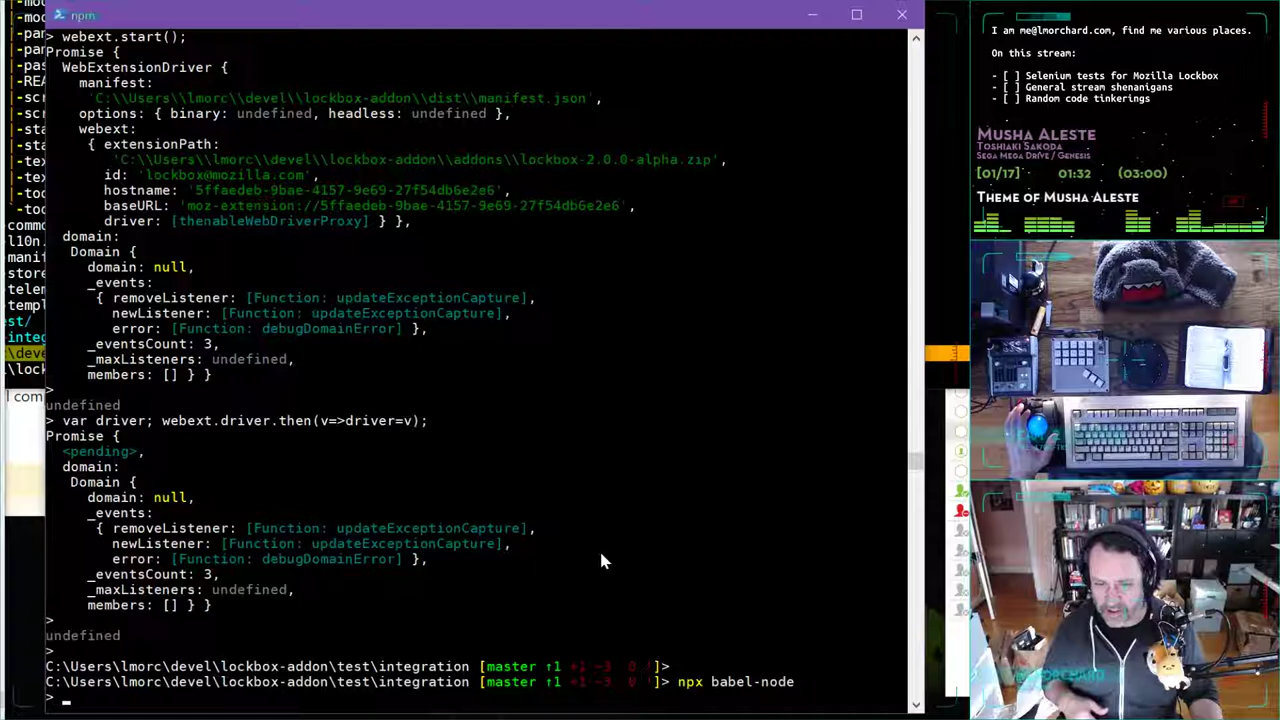 npm
> webext.start();
Promise {
WebExtensionDriver {
manifest:
'C:\\Users\\lmorc\\devel\\lockbox-addon\\dist\\manifest.json',
options: { binary: undefined, headless: undefined },
webext:
{ extensionPath:
'C:\\Users\\lmorc\\devel\\lockbox-addon\\addons\\lockbox-2.0.0-alpha.zip',
id: 'lockbox@mozilla.com',
hostname: '5ffaedeb-9bae-4157-9e69-27f54db6e2e6',
baseURL: 'moz-extension://5ffaedeb-9bae-4157-9e69-27f54db6e2e6',
driver: [thenableWebDriverProxy] } },
domain:
Domain {
domain: null,
_events:
{ removeListener: [Function: updateExceptionCapture],
newListener: [Function: updateExceptionCapture],
error: [Function: debugDomainError] },
_eventsCount: 3,
_maxListeners: undefined,
members: [] } }
>
undefined
> var driver; webext.driver.then(v=>driver=v);
Promise {
<pending>,
domain:
Domain {
domain: null,
_events:
{ removeListener: [Function: updateExceptionCapture],
newListener: [Function: updateExceptionCapture],
error: [Function: debugDomainError] },
_eventsCount: 3,
_maxListeners: undefined,
members: [] } }
>
undefined
>
C:\Users\lmorc\devel\lockbox-addon\test\integration [master ↑1 +1 ~3 0 !]>
C:\Users\lmorc\devel\lockbox-addon\test\integration [master ↑1 +1 ~3 0 !]> npx babel-node
>
I am me@lmorchard.com, find me various places.
On this stream:
- [ ] Selenium tests for Mozilla Lockbox
- [ ] General stream shenanigans
- [ ] Random code tinkerings
MUSHA ALESTE
TOSHIAKI SAKODA
SEGA MEGA DRIVE / GENESIS
[01/17] 01:32 (03:00)
THEME OF MUSHA ALESTE